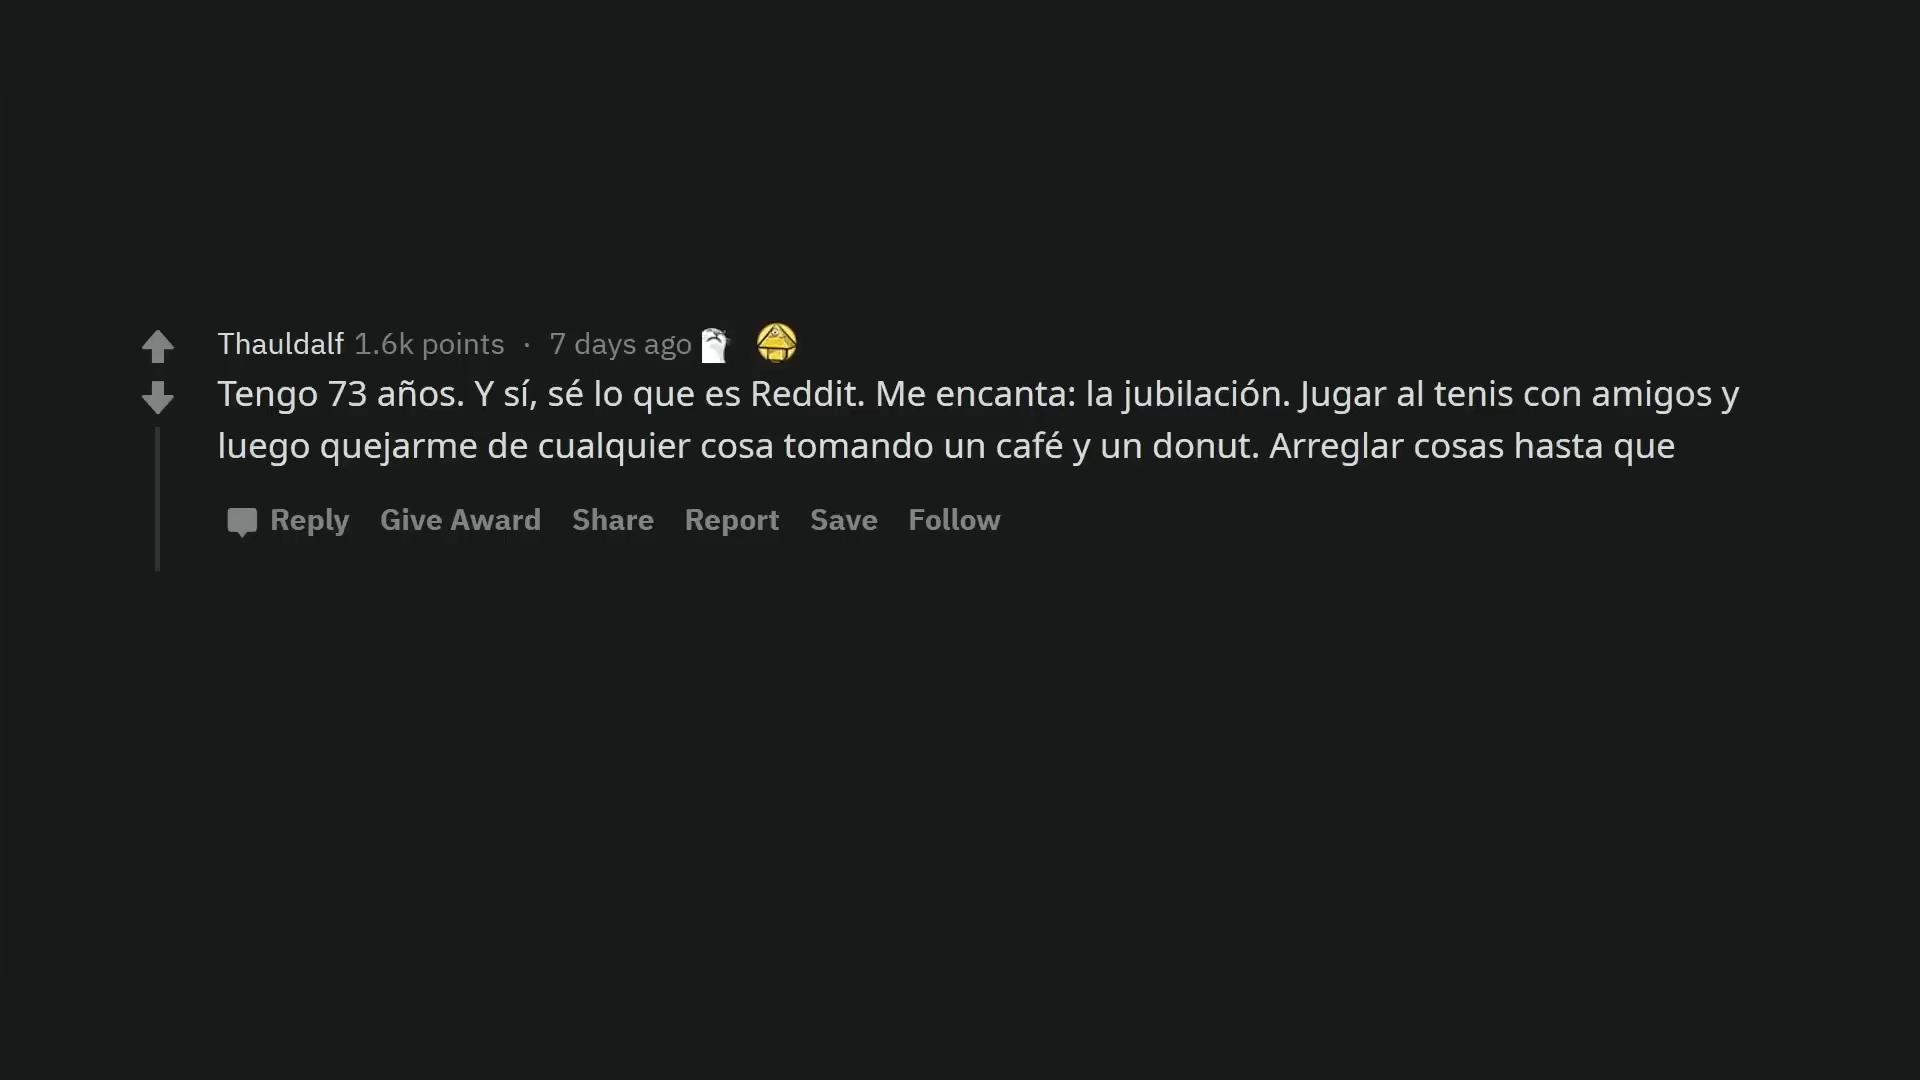 Thauldalf 1.6k points · 7 days ago
Tengo 73 años. Y sí, sé lo que es Reddit. Me encanta: la jubilación. Jugar al tenis con amigos y
luego quejarme de cualquier cosa tomando un café y un donut. Arreglar cosas hasta que
Reply Give Award Share Report Save Follow